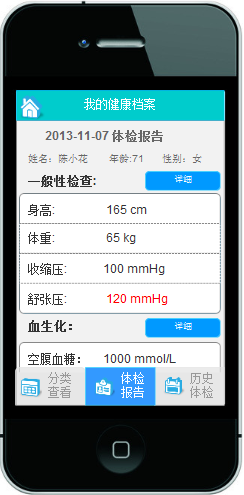 我的健康档案
2013-11-07 体检报告
姓名：陈小花 年龄:71 性别：女
一般性检查: 详细
身高: 165 cm
体重: 65 kg
收缩压: 100 mmHg
舒张压: 120 mmHg
血生化： 详细
空腹血糖： 1000 mmol/L
分类查看 体检报告 历史体检